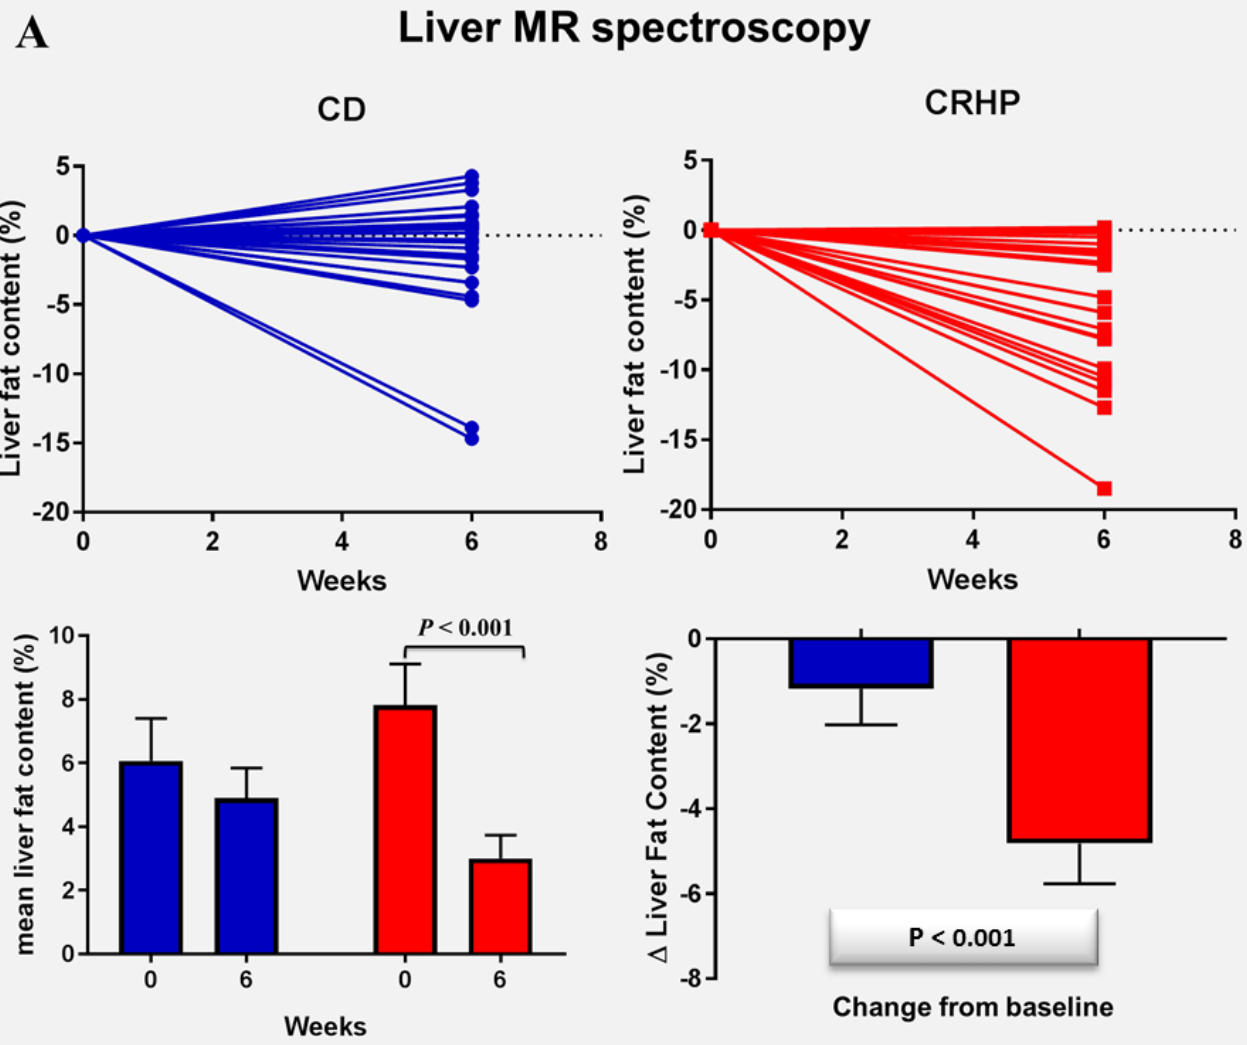 A
Liver MR spectroscopy
CD
Liver fat content (%)
5
0
-5
-10
-15
-20
0 2 4 6 8
Weeks
CRHP
Liver fat content (%)
5
0
-5
-10
-15
-20
0 2 4 6 8
Weeks
mean liver fat content (%)
10
8
6
4
2
0
P < 0.001
0 6 0 6
Weeks
Δ Liver Fat Content (%)
0
-2
-4
-6
-8
P < 0.001
Change from baseline